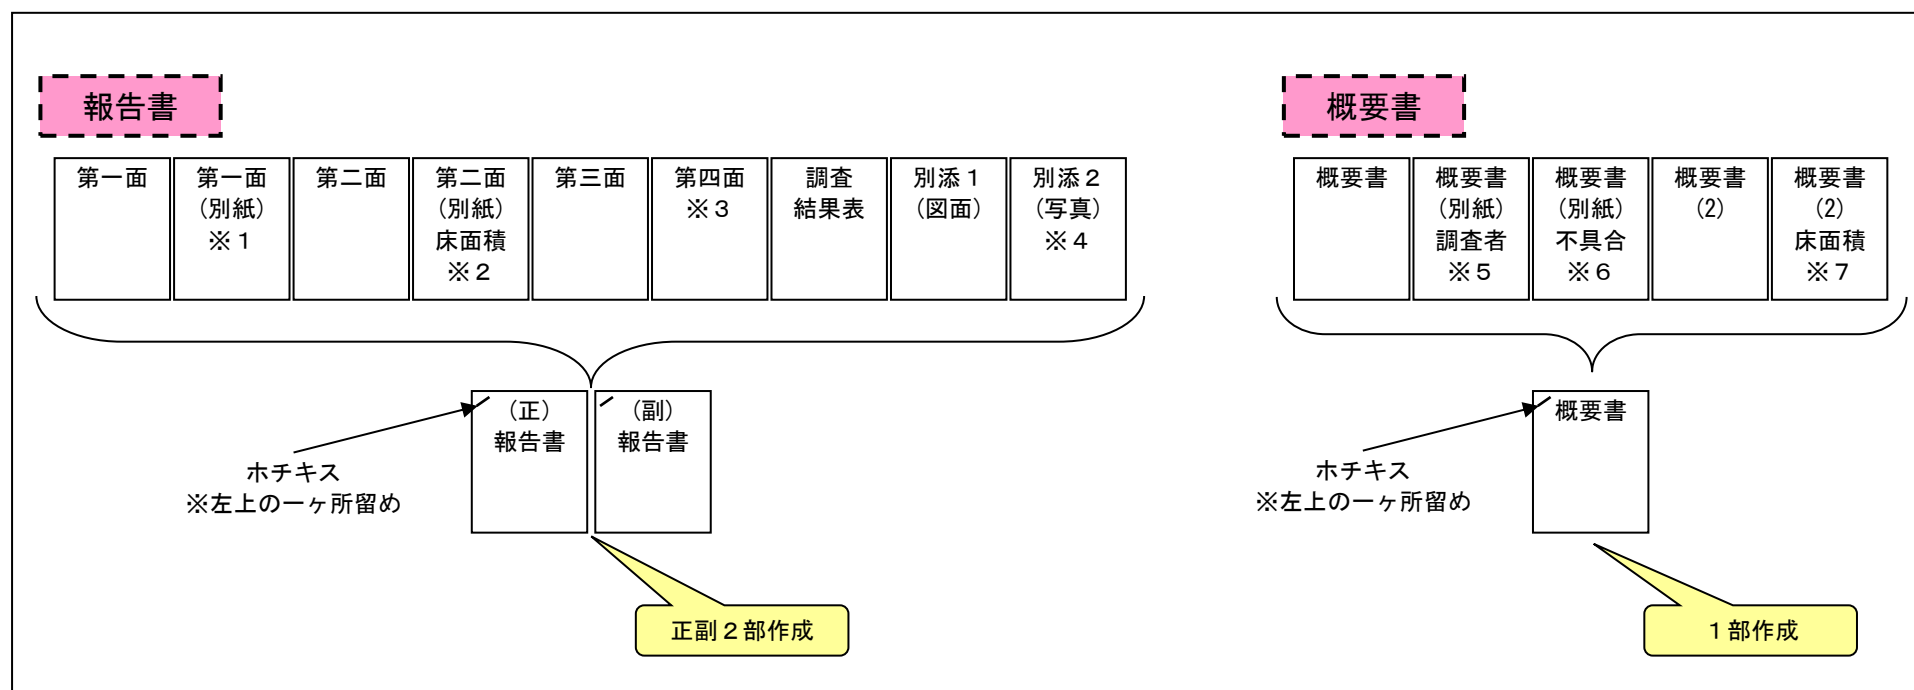 報告書
第一面
第一面
（別紙）
※１
第二面
第二面
（別紙）
床面積
※２
第三面
第四面
※３
調査
結果表
別添１
（図面）
別添２
（写真）
※４
（正）
報告書
（副）
報告書
ホチキス
※左上の一ヶ所留め
正副２部作成
概要書
概要書
概要書
（別紙）
調査者
※５
概要書
（別紙）
不具合
※６
概要書
（2）
概要書
（2）
床面積
※７
概要書
ホチキス
※左上の一ヶ所留め
１部作成